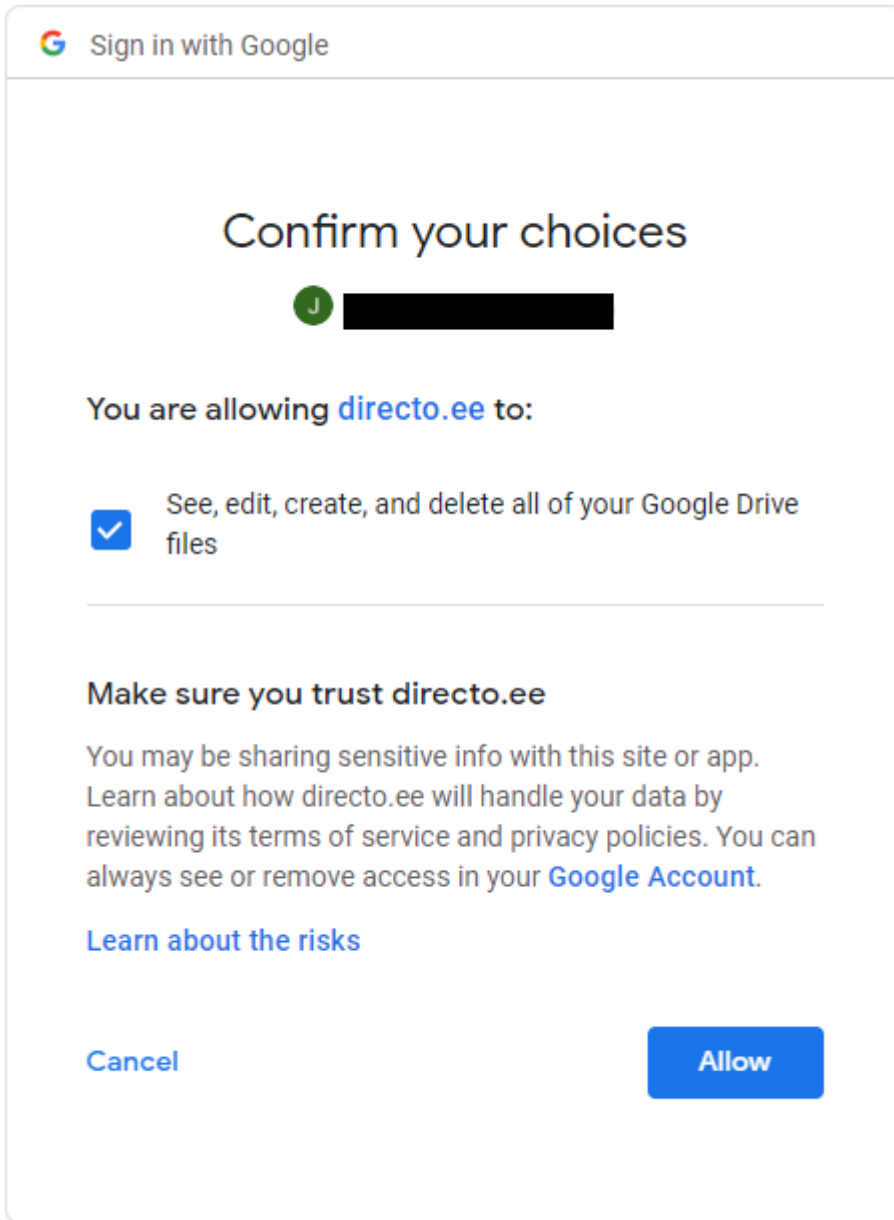 Sign in with Google
Confirm your choices
J
You are allowing directo.ee to:
See, edit, create, and delete all of your Google Drive
files
Make sure you trust directo.ee
You may be sharing sensitive info with this site or app.
Learn about how directo.ee will handle your data by
reviewing its terms of service and privacy policies. You can
always see or remove access in your Google Account.
Learn about the risks
Cancel
Allow